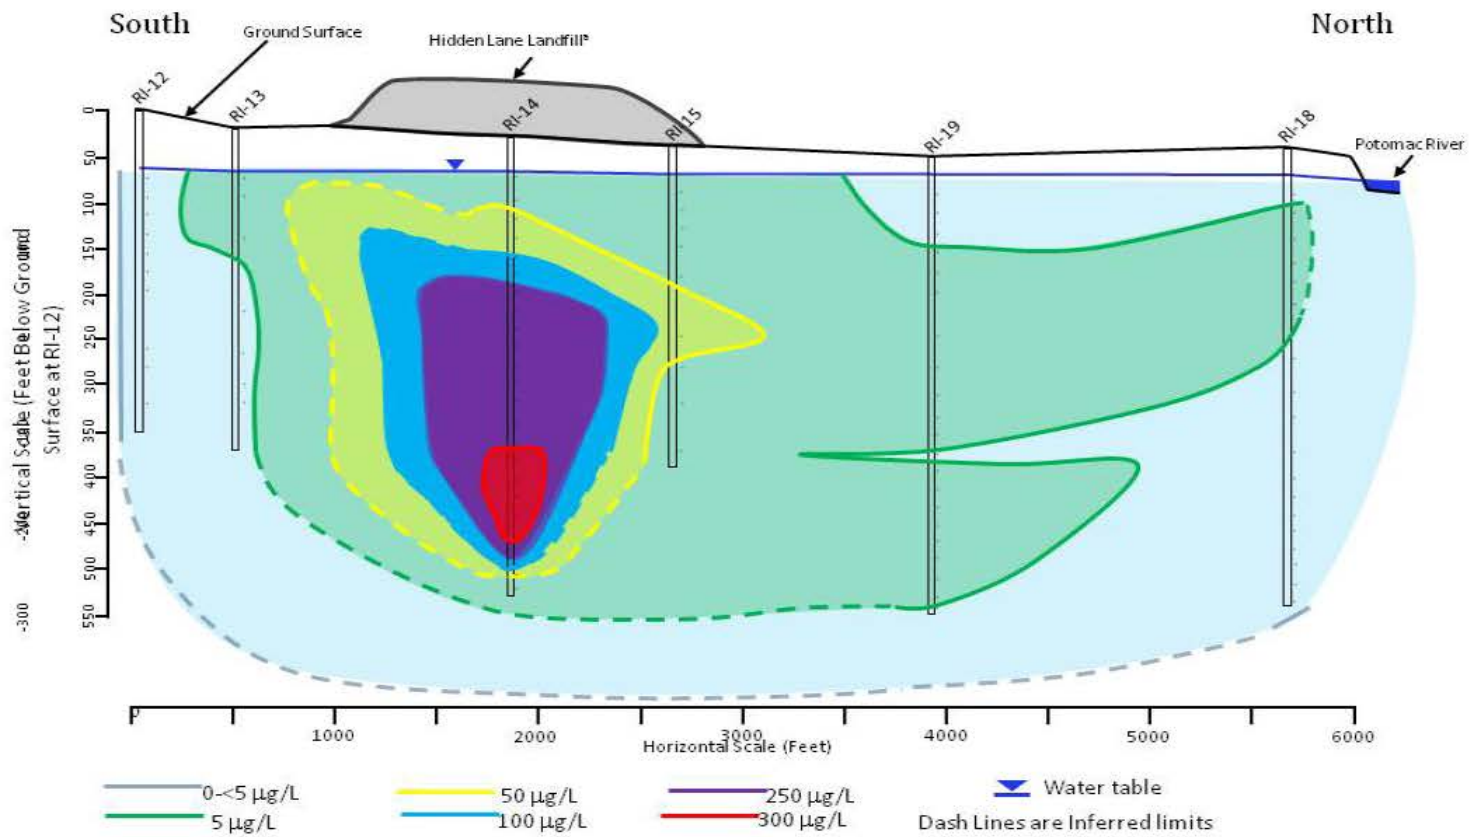 South
North
Ground Surface
Hidden Lane Landfillª
RI-12
RI-13
RI-14
RI-15
RI-19
RI-18
Potomac River
0
50
100
150
200
250
300
350
400
450
500
550
-300
Vertical Scale (Feet Below Ground
Surface at RI-12)
0
1000
2000
3000
4000
5000
6000
Horizontal Scale (Feet)
0-<5 µg/L
50 µg/L
250 µg/L
Water table
5 µg/L
100 µg/L
300 µg/L
Dash Lines are Inferred limits